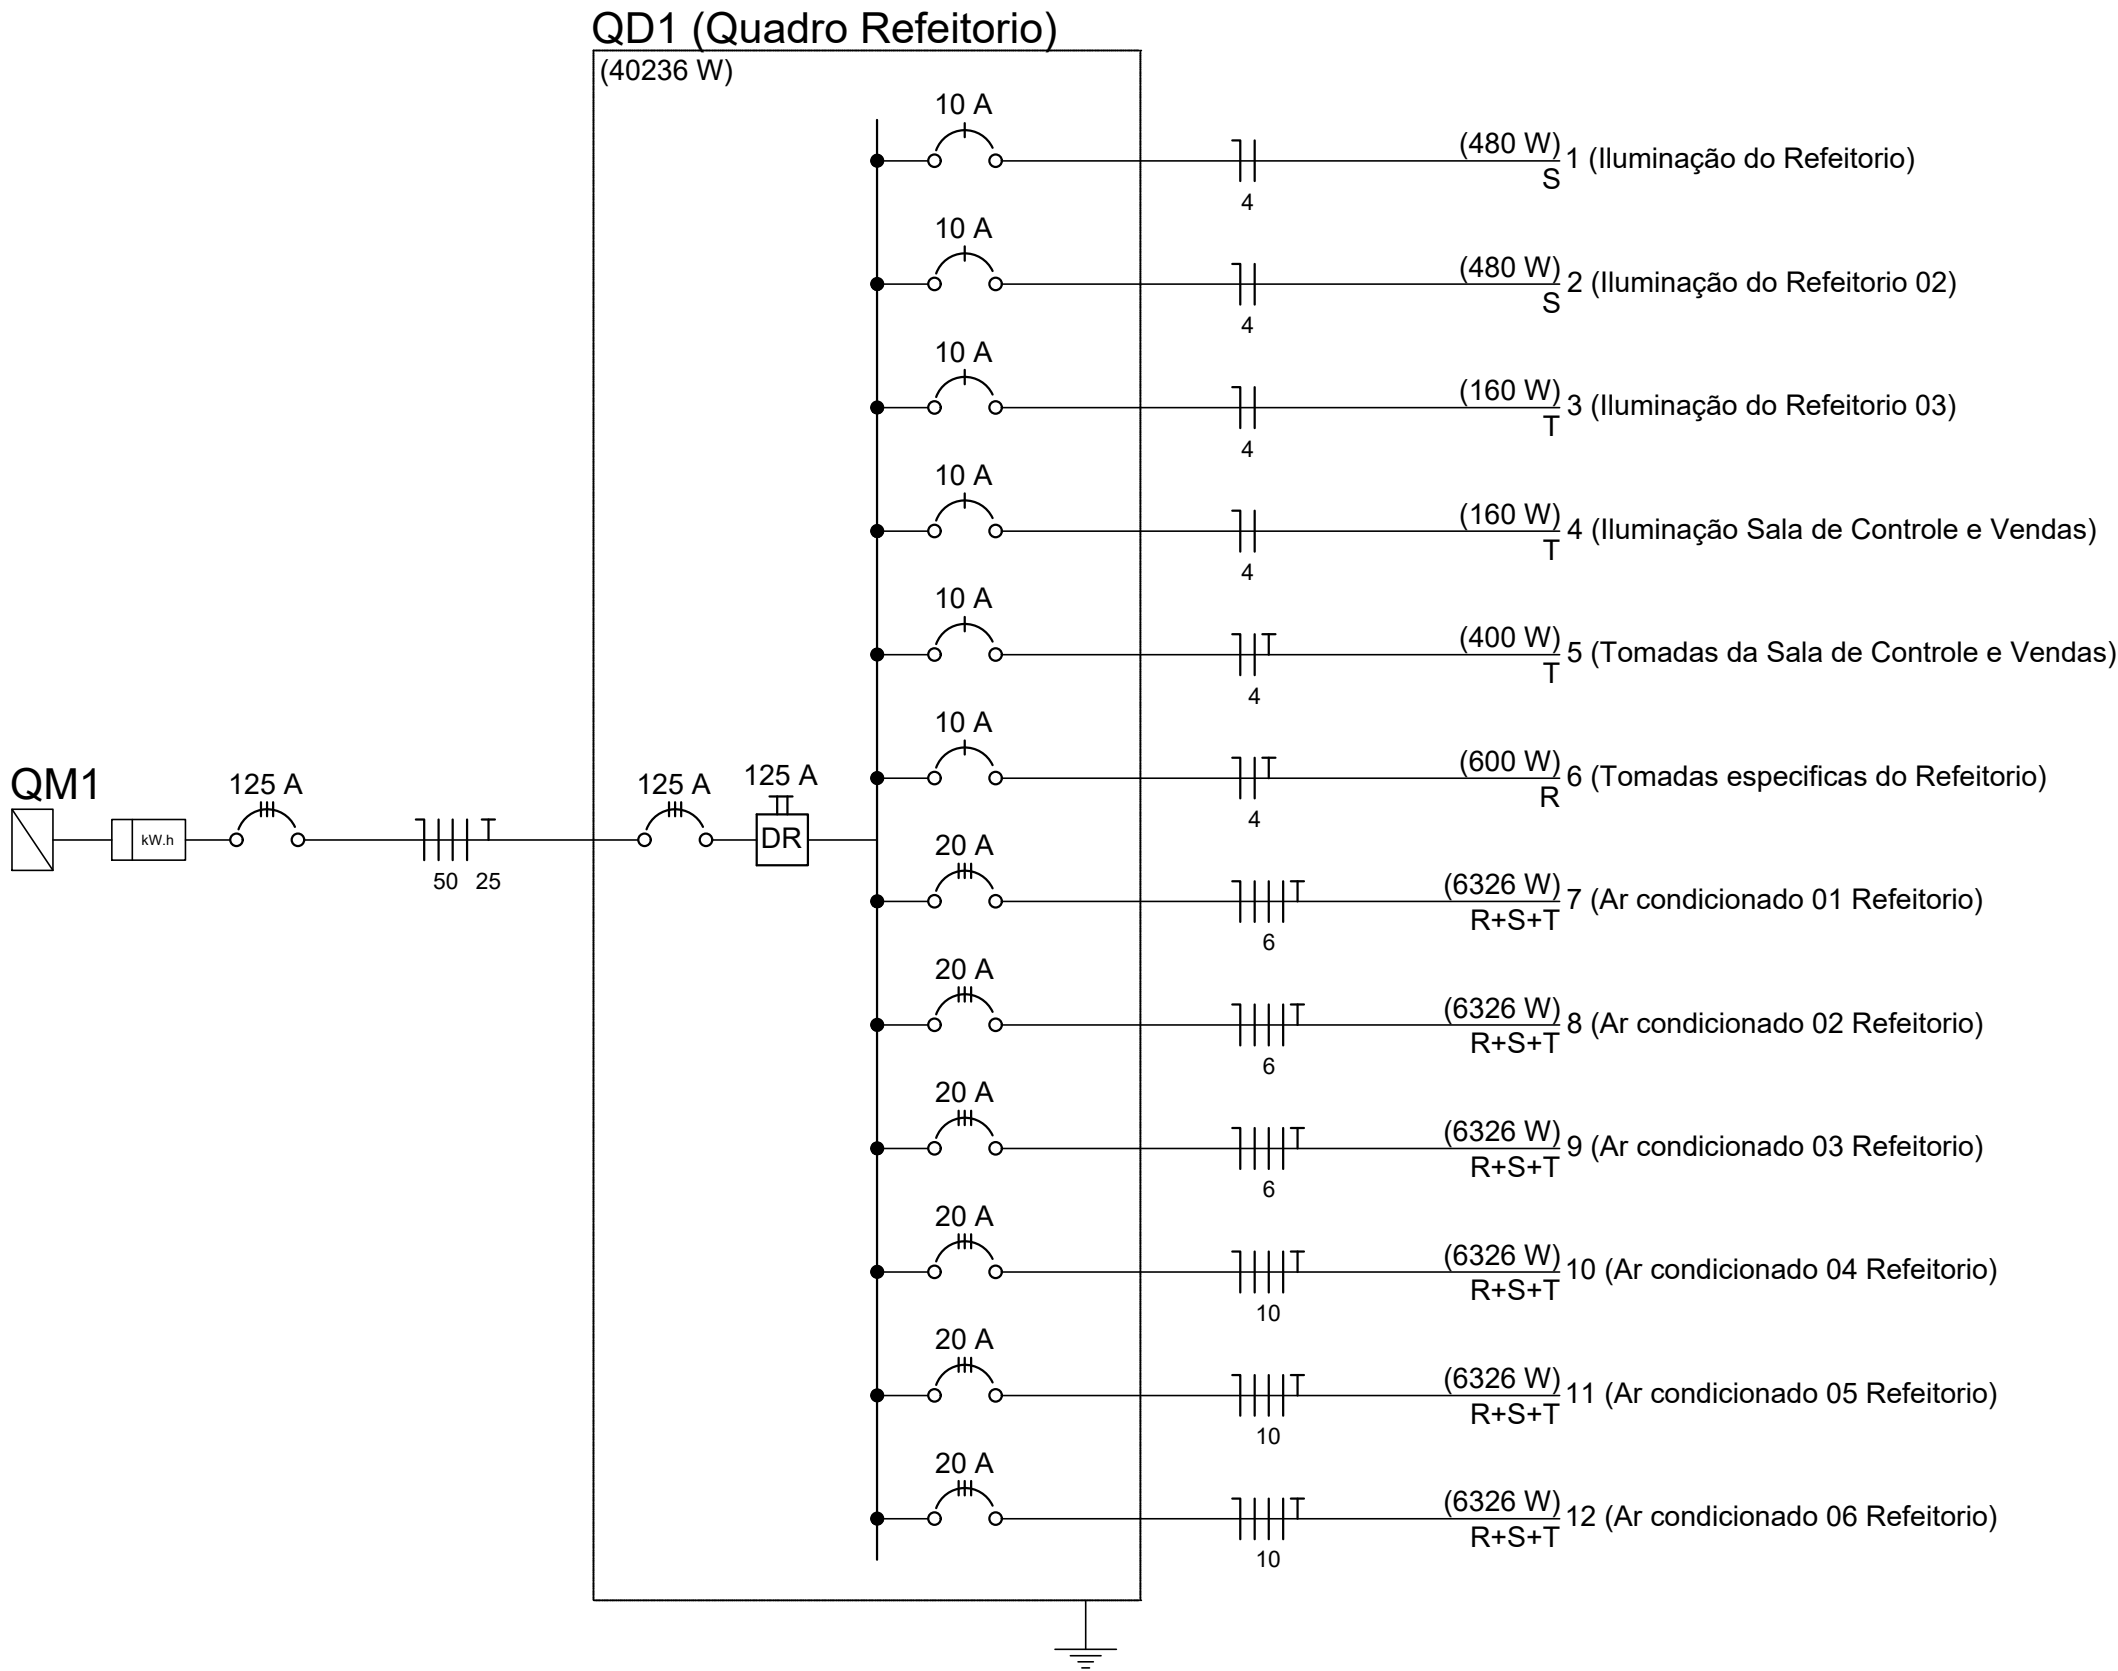 QD1 (Quadro Refeitorio)
(40236 W)
10 A
(480 W)
1 (Iluminação do Refeitorio)
S
4
10 A
(480 W)
2 (Iluminação do Refeitorio 02)
S
4
10 A
(160 W)
3 (Iluminação do Refeitorio 03)
T
4
10 A
(160 W)
4 (Iluminação Sala de Controle e Vendas)
T
4
10 A
(400 W)
5 (Tomadas da Sala de Controle e Vendas)
T
4
10 A
(600 W)
6 (Tomadas especificas do Refeitorio)
R
4
QM1
kW.h
125 A
50 25
125 A
125 A
DR
20 A
(6326 W)
7 (Ar condicionado 01 Refeitorio)
R+S+T
6
20 A
(6326 W)
8 (Ar condicionado 02 Refeitorio)
R+S+T
6
20 A
(6326 W)
9 (Ar condicionado 03 Refeitorio)
R+S+T
6
20 A
(6326 W)
10 (Ar condicionado 04 Refeitorio)
R+S+T
10
20 A
(6326 W)
11 (Ar condicionado 05 Refeitorio)
R+S+T
10
20 A
(6326 W)
12 (Ar condicionado 06 Refeitorio)
R+S+T
10